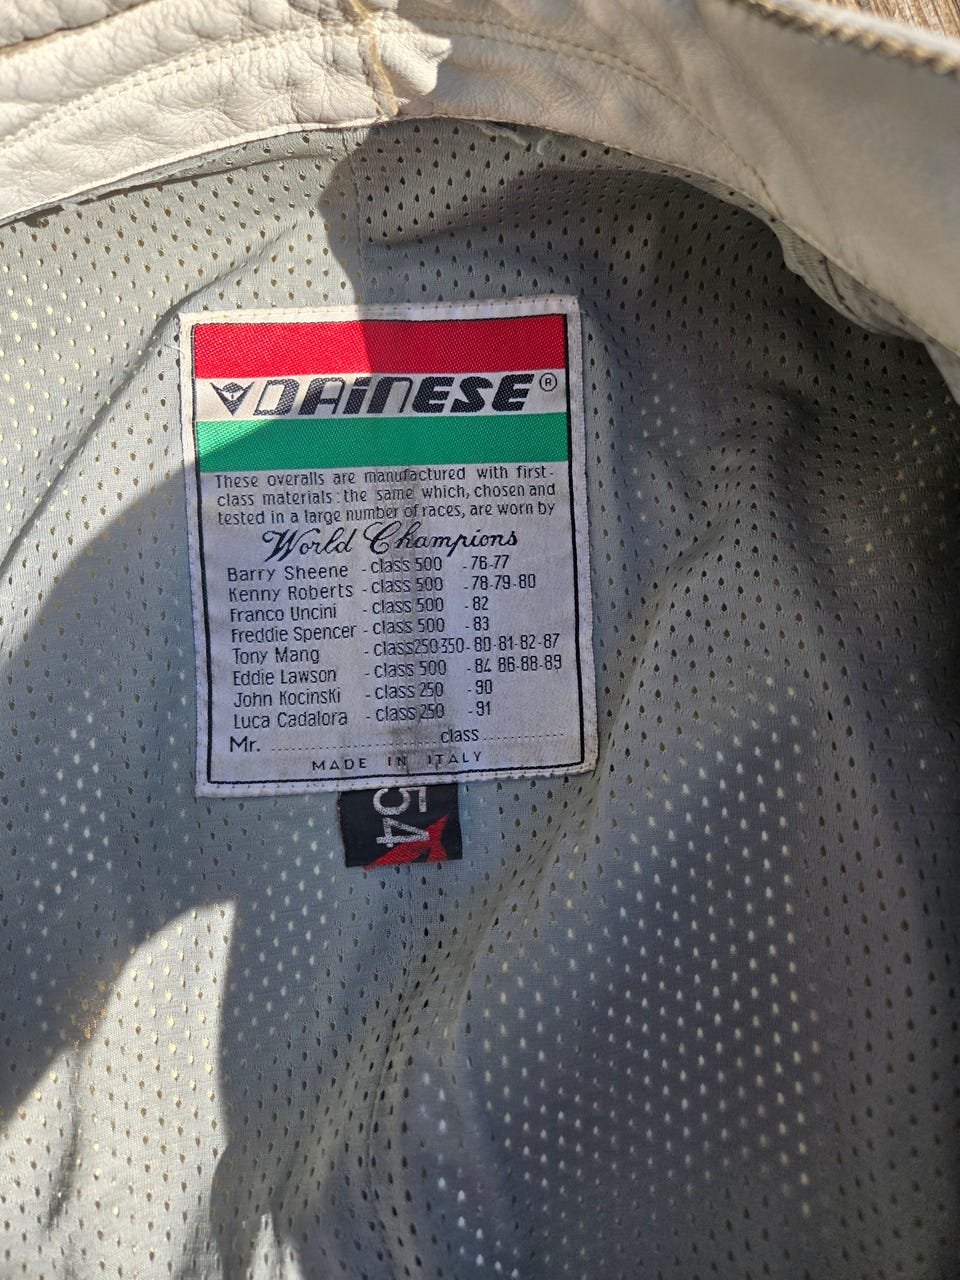 DAINESE ®
These overalls are manufactured with first-
class materials : the same which, chosen and
tested in a large number of races, are worn by
World Champions
Barry Sheene - class 500 - 76-77
Kenny Roberts - class 500 - 78-79-80
Franco Uncini - class 500 - 82
Freddie Spencer - class 500 - 83
Tony Mang - class 250-350 - 80-81-82-87
Eddie Lawson - class 500 - 84 86-88-89
John Kocinski - class 250 - 90
Luca Cadalora - class 250 - 91
Mr. ........................ class ............
MADE IN ITALY
54